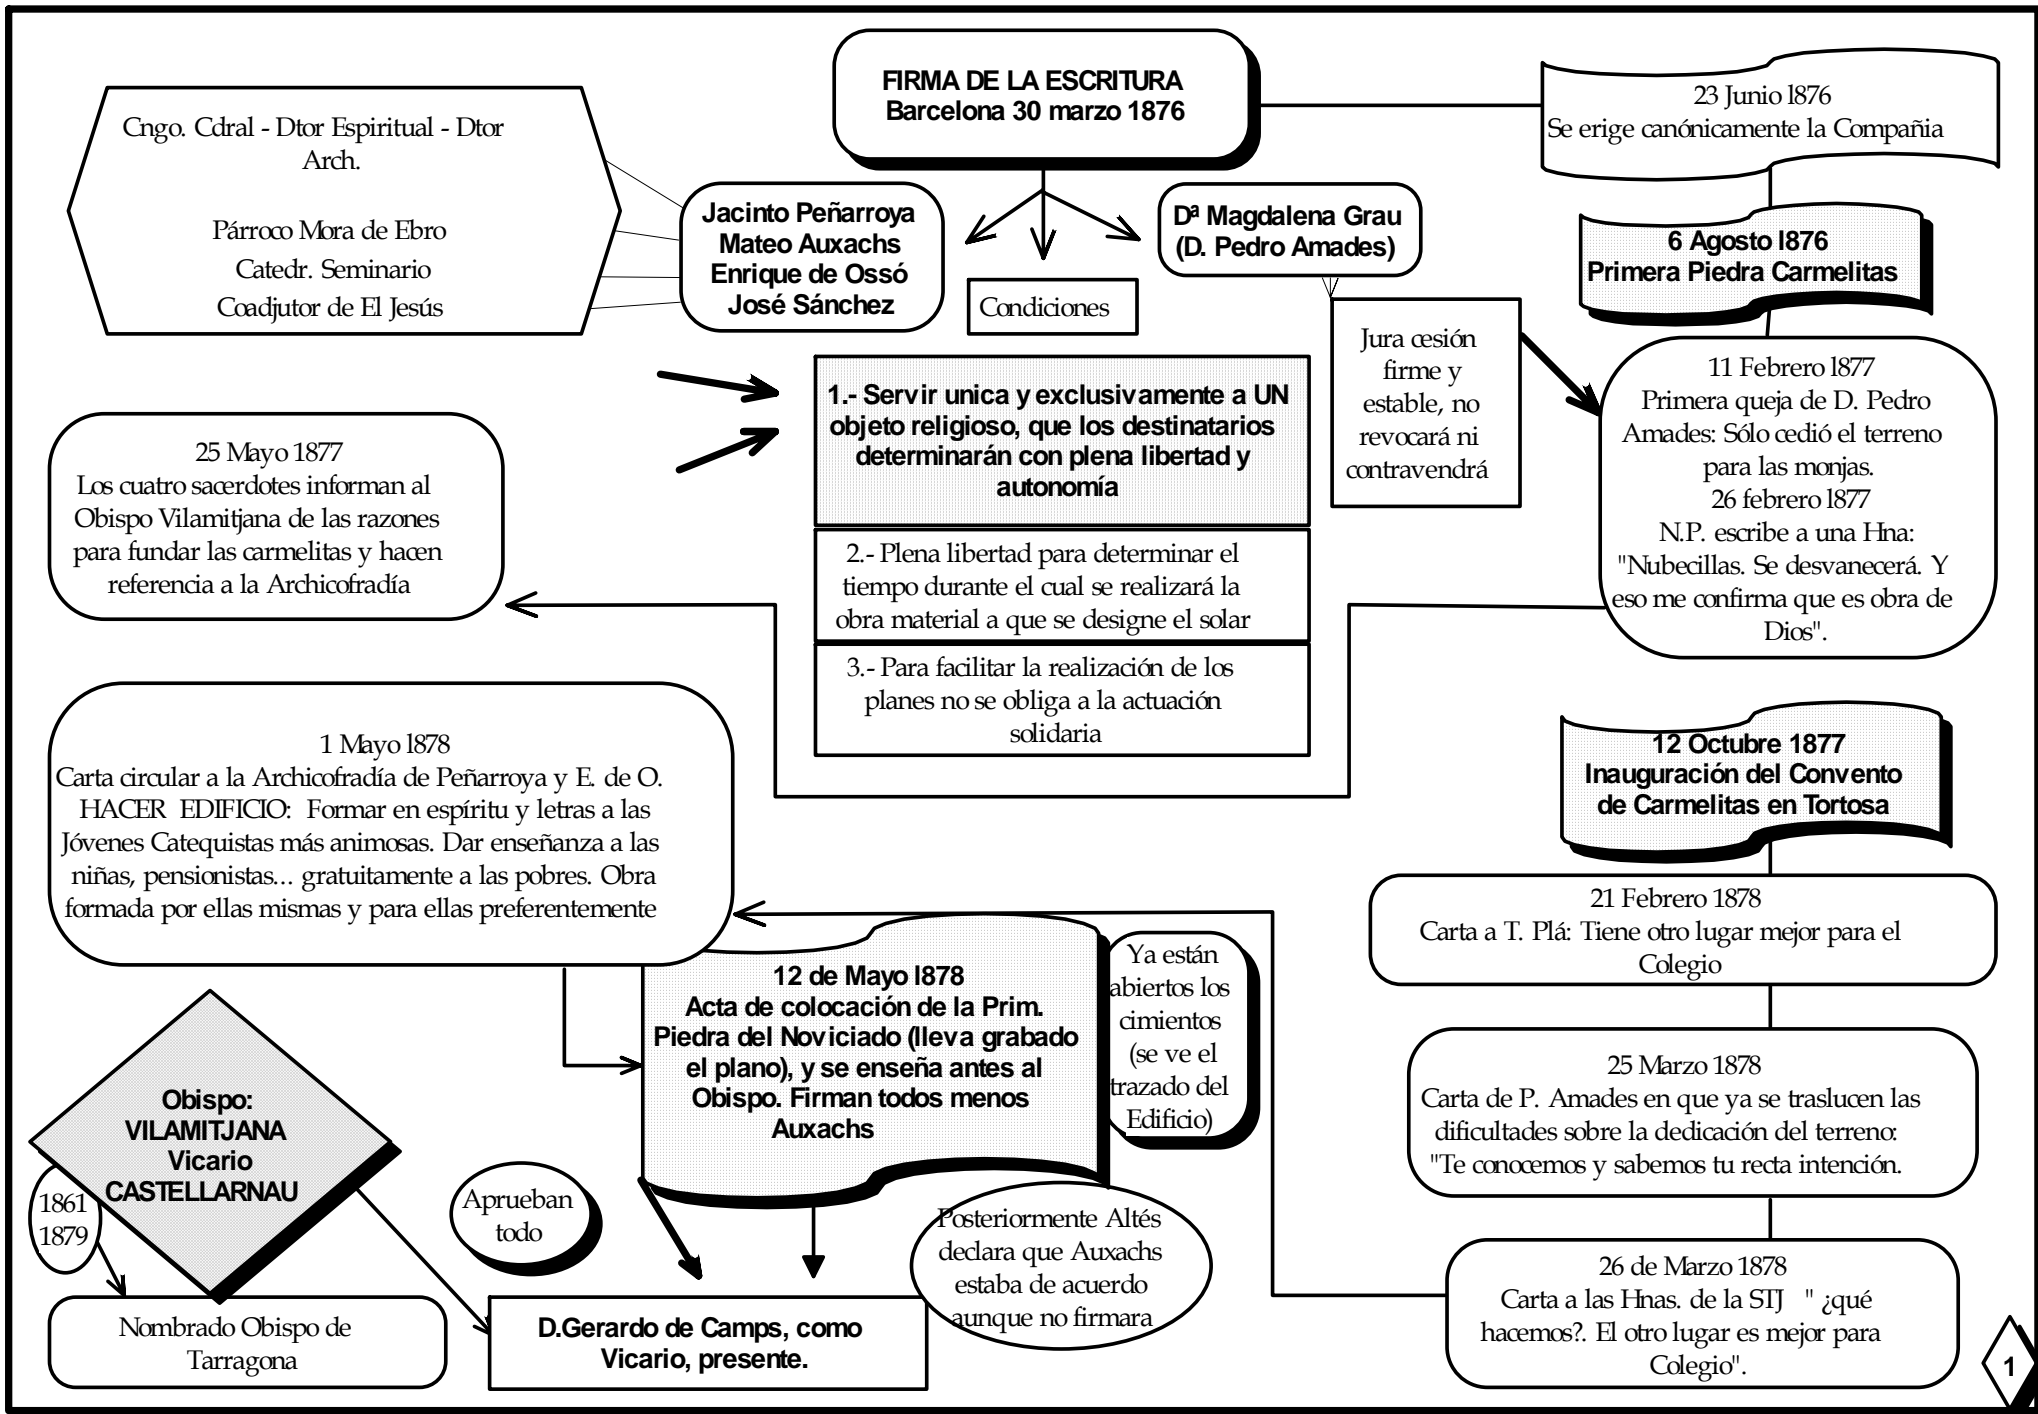 FIRMA DE LA ESCRITURA
Barcelona 30 marzo 1876
23 Junio l876
Se erige canónicamente la Compañia
Cngo. Cdral - Dtor Espiritual - Dtor
Arch.
Párroco Mora de Ebro
Catedr. Seminario
Coadjutor de El Jesús
Jacinto Peñarroya
Mateo Auxachs
Enrique de Ossó
José Sánchez
Condiciones
Dª Magdalena Grau
(D. Pedro Amades)
6 Agosto l876
Primera Piedra Carmelitas
Jura cesión
firme y
estable, no
revocará ni
contravendrá
11 Febrero l877
Primera queja de D. Pedro
Amades: Sólo cedió el terreno
para las monjas.
26 febrero l877
N.P. escribe a una Hna:
"Nubecillas. Se desvanecerá. Y
eso me confirma que es obra de
Dios".
1.- Servir unica y exclusivamente a UN
objeto religioso, que los destinatarios
determinarán con plena libertad y
autonomía
2.- Plena libertad para determinar el
tiempo durante el cual se realizará la
obra material a que se designe el solar
3.- Para facilitar la realización de los
planes no se obliga a la actuación
solidaria
25 Mayo 1877
Los cuatro sacerdotes informan al
Obispo Vilamitjana de las razones
para fundar las carmelitas y hacen
referencia a la Archicofradía
12 Octubre 1877
Inauguración del Convento
de Carmelitas en Tortosa
21 Febrero 1878
Carta a T. Plá: Tiene otro lugar mejor para el
Colegio
25 Marzo 1878
Carta de P. Amades en que ya se traslucen las
dificultades sobre la dedicación del terreno:
"Te conocemos y sabemos tu recta intención.
26 de Marzo 1878
Carta a las Hnas. de la STJ " ¿qué
hacemos?. El otro lugar es mejor para
Colegio".
1 Mayo l878
Carta circular a la Archicofradía de Peñarroya y E. de O.
HACER EDIFICIO: Formar en espíritu y letras a las
Jóvenes Catequistas más animosas. Dar enseñanza a las
niñas, pensionistas... gratuitamente a las pobres. Obra
formada por ellas mismas y para ellas preferentemente
12 de Mayo l878
Acta de colocación de la Prim.
Piedra del Noviciado (lleva grabado
el plano), y se enseña antes al
Obispo. Firman todos menos
Auxachs
Ya están
abiertos los
cimientos
(se ve el
trazado del
Edificio)
Obispo:
VILAMITJANA
Vicario
CASTELLARNAU
1861
1879
Nombrado Obispo de
Tarragona
Aprueban
todo
D.Gerardo de Camps, como
Vicario, presente.
Posteriormente Altés
declara que Auxachs
estaba de acuerdo
aunque no firmara
1